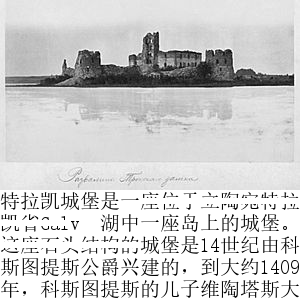 Развалины
特拉凯城堡是一座位于立陶宛特拉
凯省Galv 湖中一座岛上的城堡。
这座石头结构的城堡是14世纪由科
斯图提斯公爵兴建的，到大约1409
年，科斯图提斯的儿子维陶塔斯大